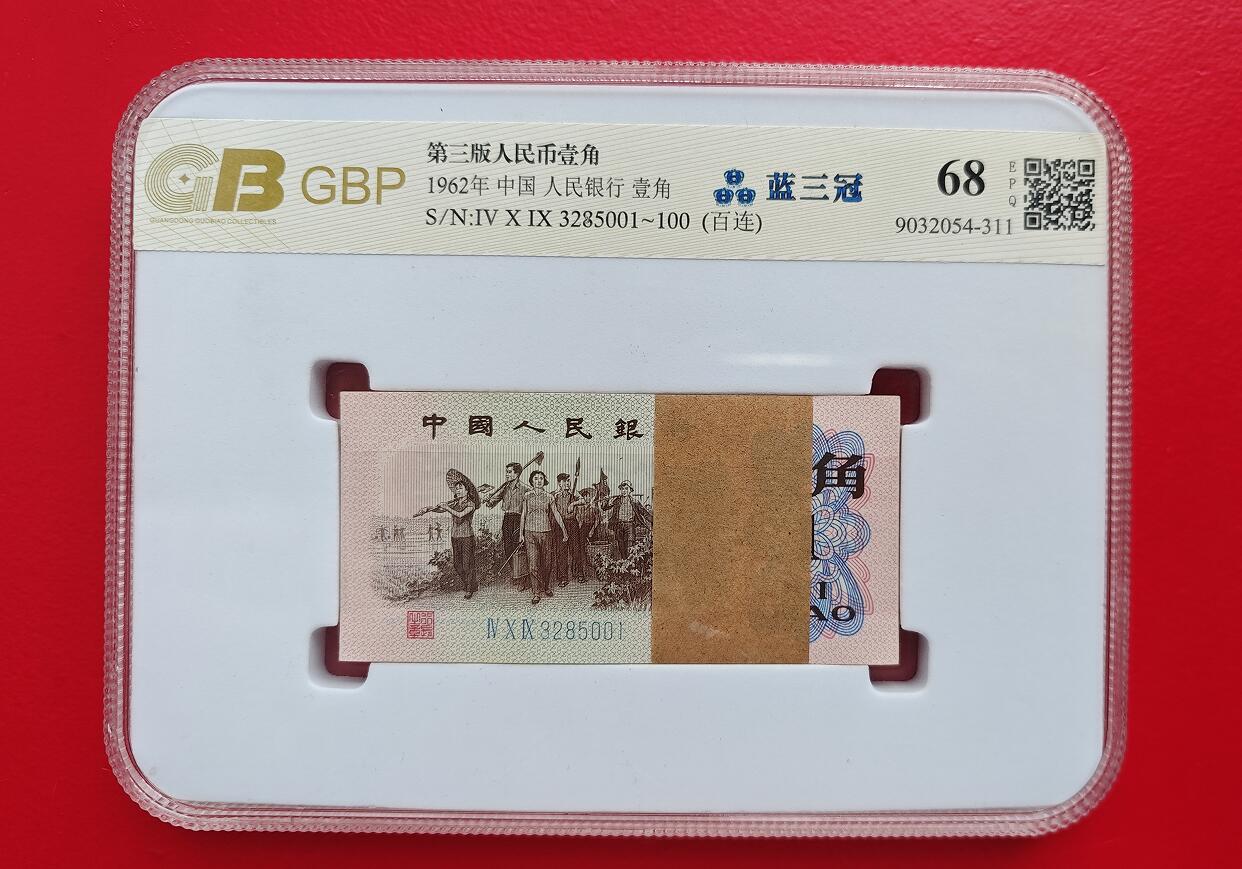 GB GBP
GUANGDONG GUOBIAO COLLECTIBLES
第三版人民币壹角
1962年 中国 人民银行 壹角
S/N:IV X IX 3285001~100 (百连)
蓝三冠
68
EPQ
9032054-311
中國人民銀
角
ⅣⅩⅨ3285001
I
AO